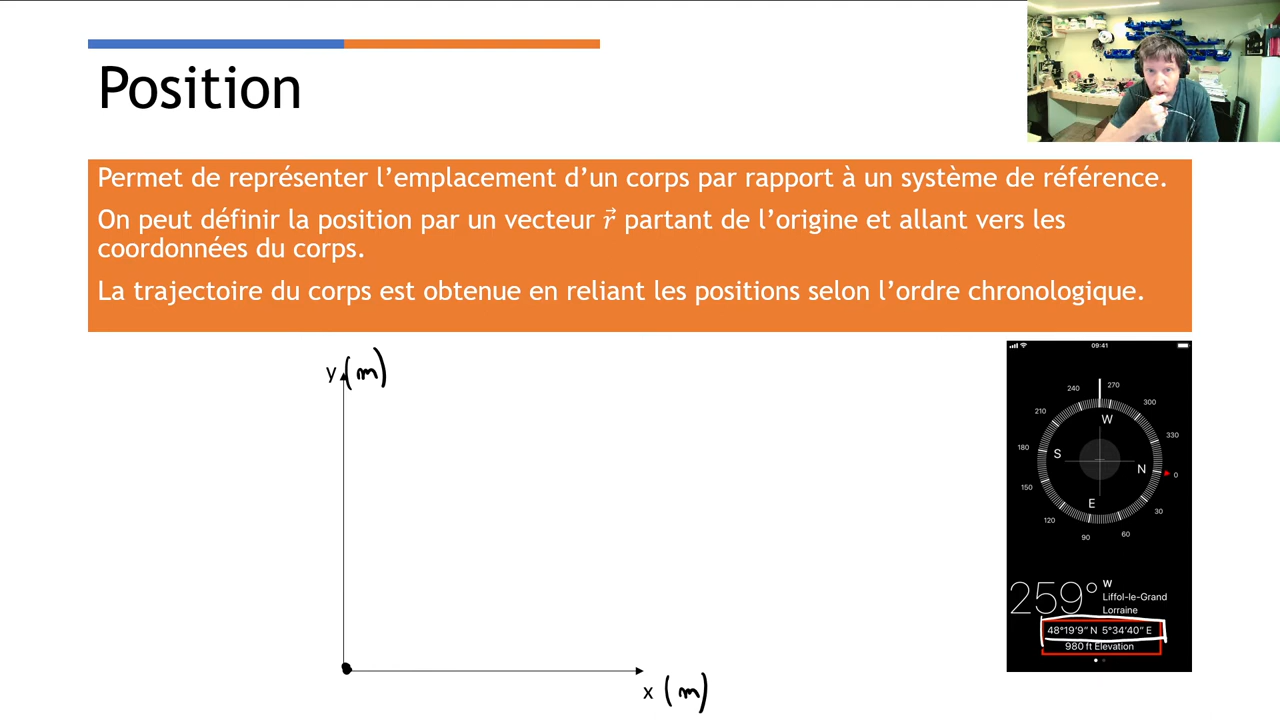 Position
Permet de représenter l’emplacement d’un corps par rapport à un système de référence.
On peut définir la position par un vecteur r⃗ partant de l’origine et allant vers les
coordonnées du corps.
La trajectoire du corps est obtenue en reliant les positions selon l’ordre chronologique.
y (m)
x (m)
09:41
240
270
210
300
W
180
S
330
N
0
150
E
30
120
60
90
259°
W
Liffol-le-Grand
Lorraine
48°19’9” N 5°34’40” E
980 ft Elevation